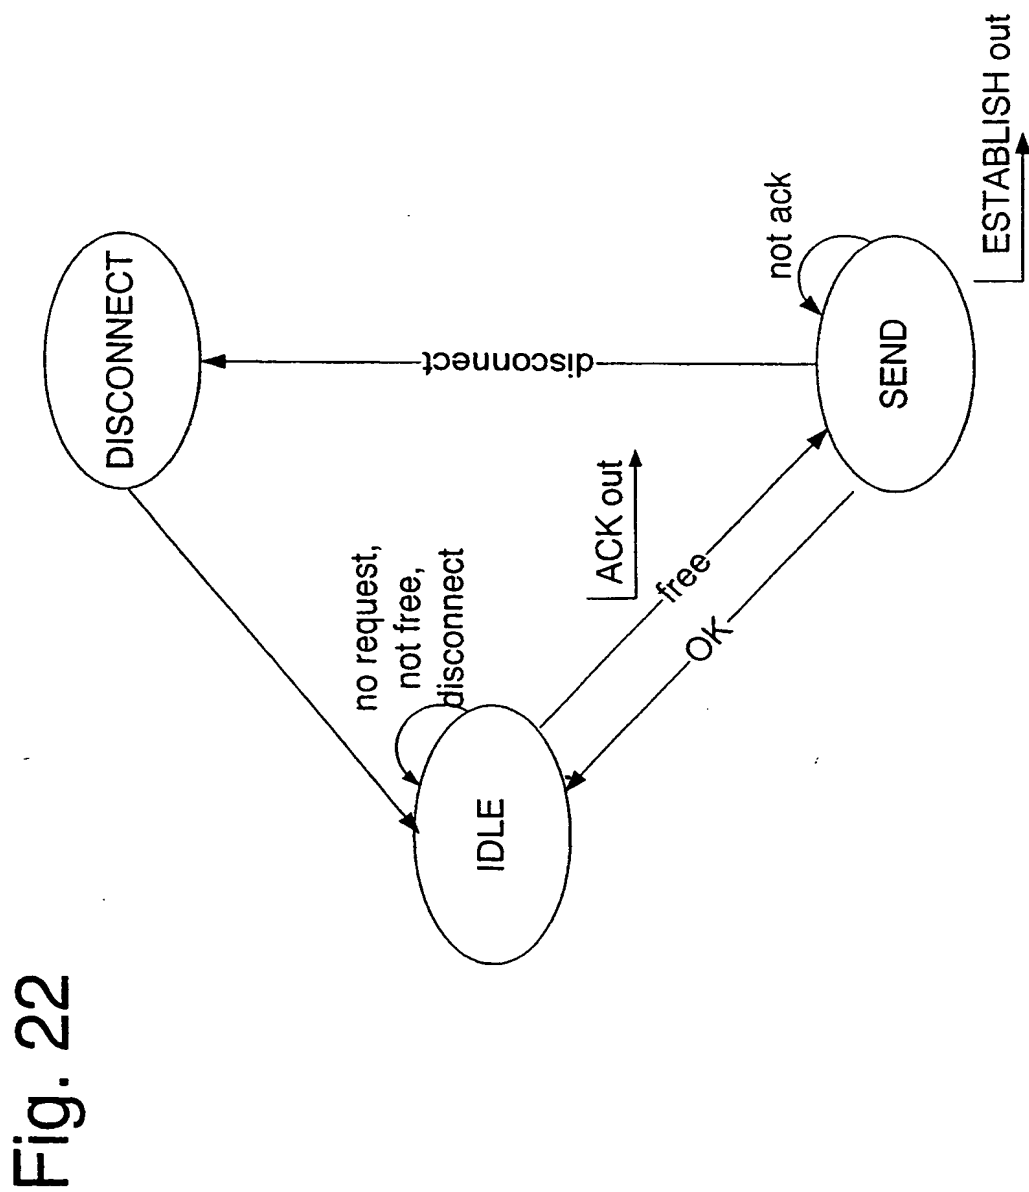 Fig. 22
DISCONNECT
no request,
not free,
disconnect
IDLE
disconnect
ACK out
free
OK
not ack
SEND
ESTABLISH out